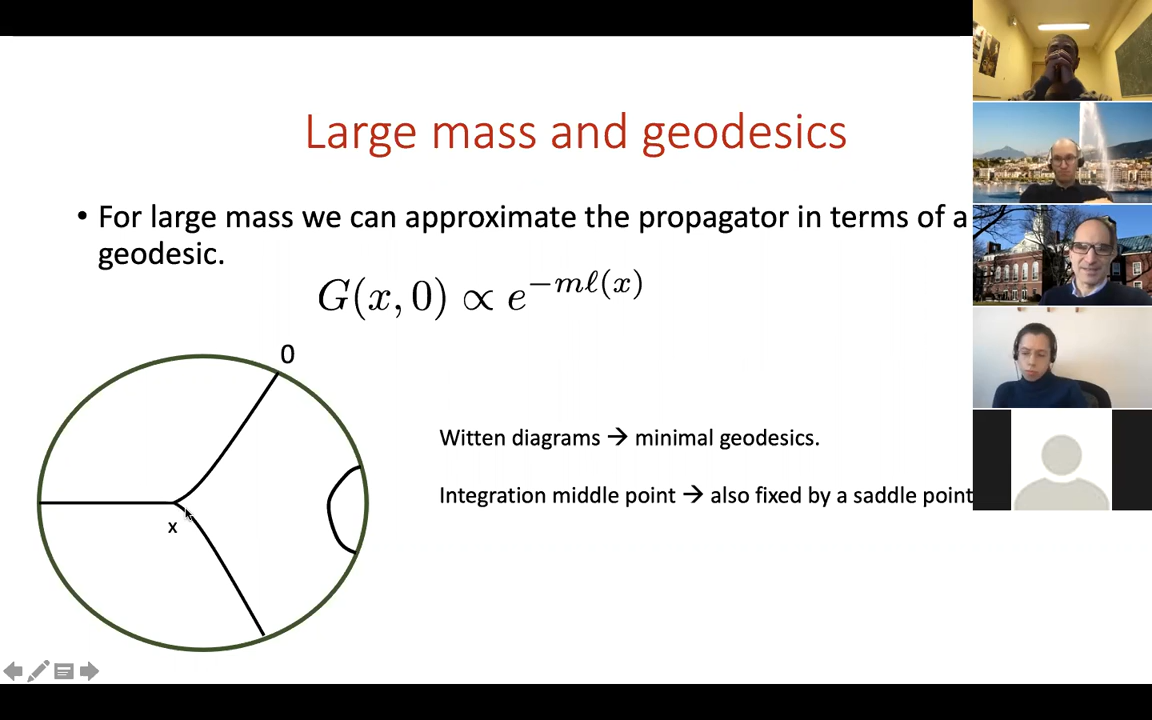 Large mass and geodesics
• For large mass we can approximate the propagator in terms of a
geodesic.
G(x, 0) ∝ e^{−mℓ(x)}
0
Witten diagrams → minimal geodesics.
Integration middle point → also fixed by a saddle point
x